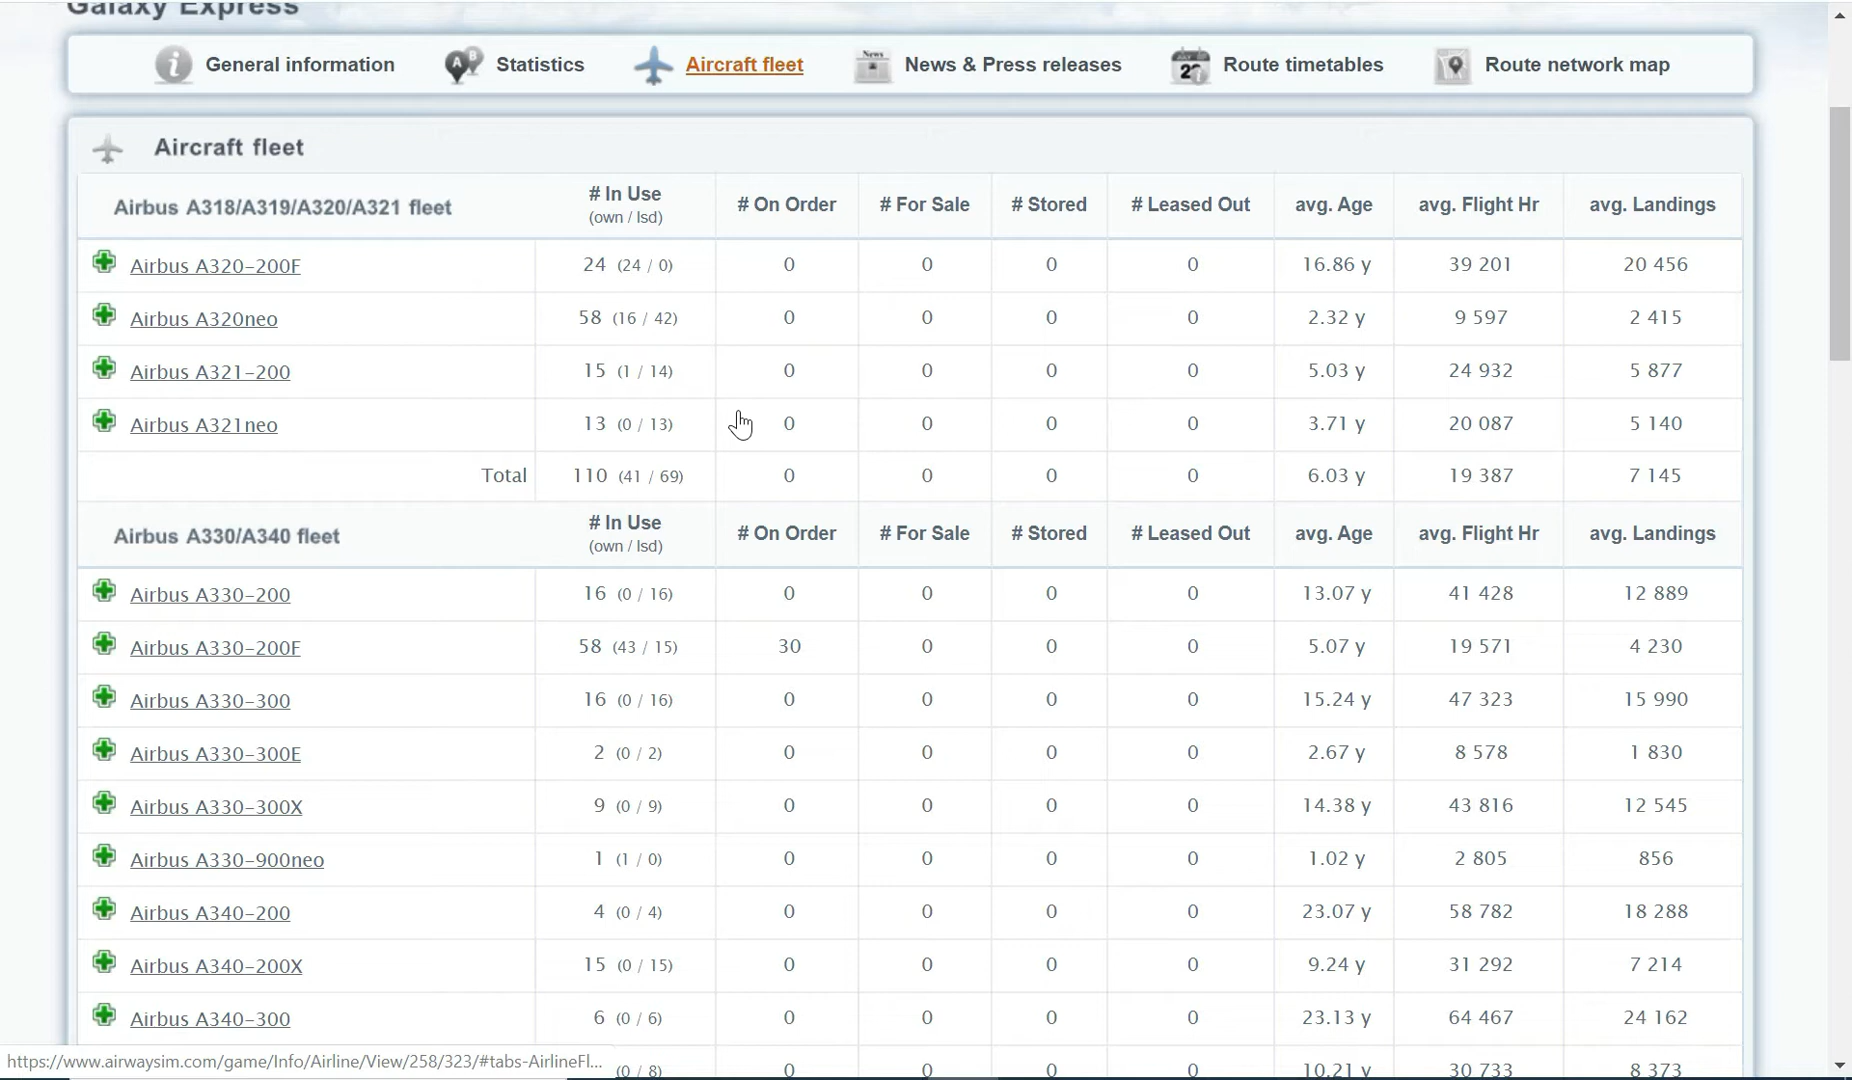 Galaxy Express
General information Statistics Aircraft fleet News & Press releases Route timetables Route network map
Aircraft fleet
Airbus A318/A319/A320/A321 fleet # In Use (own / lsd) # On Order # For Sale # Stored # Leased Out avg. Age avg. Flight Hr avg. Landings
Airbus A320-200F 24 (24 / 0) 0 0 0 0 16.86 y 39 201 20 456
Airbus A320neo 58 (16 / 42) 0 0 0 0 2.32 y 9 597 2 415
Airbus A321-200 15 (1 / 14) 0 0 0 0 5.03 y 24 932 5 877
Airbus A321neo 13 (0 / 13) 0 0 0 0 3.71 y 20 087 5 140
Total 110 (41 / 69) 0 0 0 0 6.03 y 19 387 7 145
Airbus A330/A340 fleet # In Use (own / lsd) # On Order # For Sale # Stored # Leased Out avg. Age avg. Flight Hr avg. Landings
Airbus A330-200 16 (0 / 16) 0 0 0 0 13.07 y 41 428 12 889
Airbus A330-200F 58 (43 / 15) 30 0 0 0 5.07 y 19 571 4 230
Airbus A330-300 16 (0 / 16) 0 0 0 0 15.24 y 47 323 15 990
Airbus A330-300E 2 (0 / 2) 0 0 0 0 2.67 y 8 578 1 830
Airbus A330-300X 9 (0 / 9) 0 0 0 0 14.38 y 43 816 12 545
Airbus A330-900neo 1 (1 / 0) 0 0 0 0 1.02 y 2 805 856
Airbus A340-200 4 (0 / 4) 0 0 0 0 23.07 y 58 782 18 288
Airbus A340-200X 15 (0 / 15) 0 0 0 0 9.24 y 31 292 7 214
Airbus A340-300 6 (0 / 6) 0 0 0 0 23.13 y 64 467 24 162
https://www.airwaysim.com/game/Info/Airline/View/258/323/#tabs-AirlineFl... (0 / 8) 0 0 0 0 10.21 y 30 733 8 373